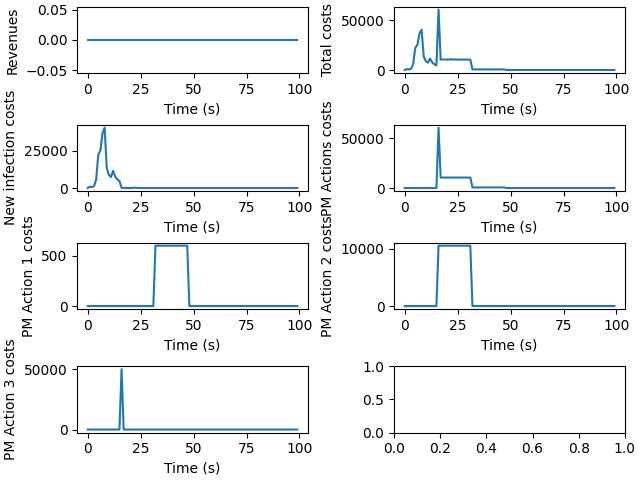 Revenues
0.05
0.00
−0.05
0 25 50 75 100
Time (s)
Total costs
50000
0
0 25 50 75 100
Time (s)
New infection costs
25000
0
0 25 50 75 100
Time (s)
PM Actions costs
50000
0
0 25 50 75 100
Time (s)
PM Action 1 costs
500
0
0 25 50 75 100
Time (s)
PM Action 2 costs
10000
0
0 25 50 75 100
Time (s)
PM Action 3 costs
50000
0
0 25 50 75 100
Time (s)
1.0
0.5
0.0
0.0 0.2 0.4 0.6 0.8 1.0